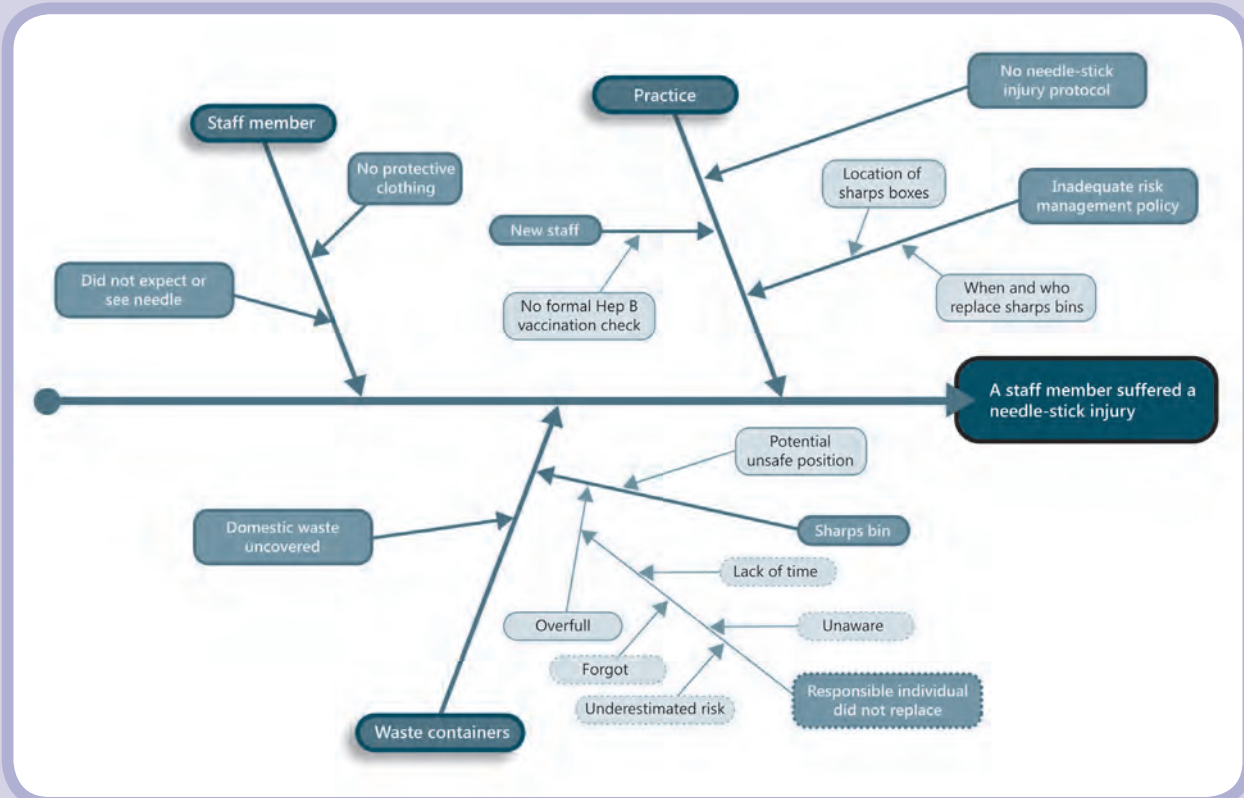 Practice
No needle-stick
injury protocol
Staff member
No protective
clothing
Location of
sharps boxes
Inadequate risk
management policy
New staff
Did not expect or
see needle
No formal Hep B
vaccination check
When and who
replace sharps bins
A staff member suffered a
needle-stick injury
Potential
unsafe position
Domestic waste
uncovered
Sharps bin
Lack of time
Overfull
Unaware
Forgot
Underestimated risk
Responsible individual
did not replace
Waste containers